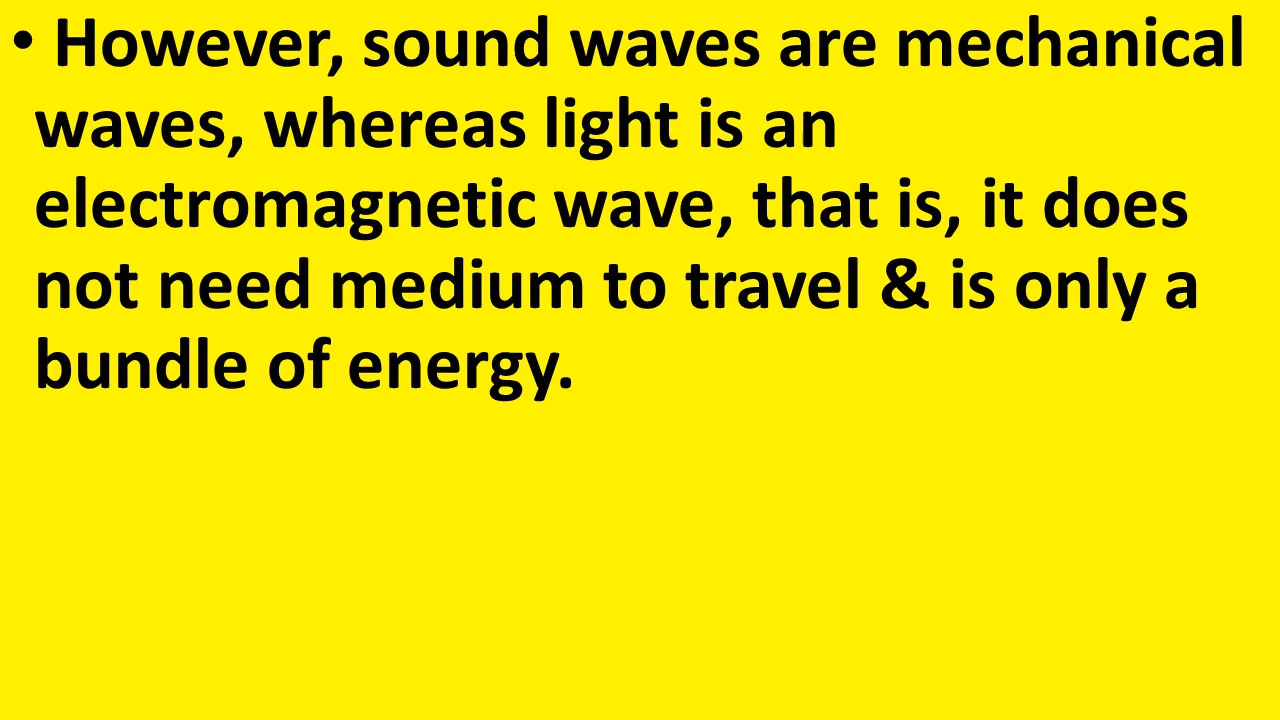 • However, sound waves are mechanical
waves, whereas light is an
electromagnetic wave, that is, it does
not need medium to travel & is only a
bundle of energy.